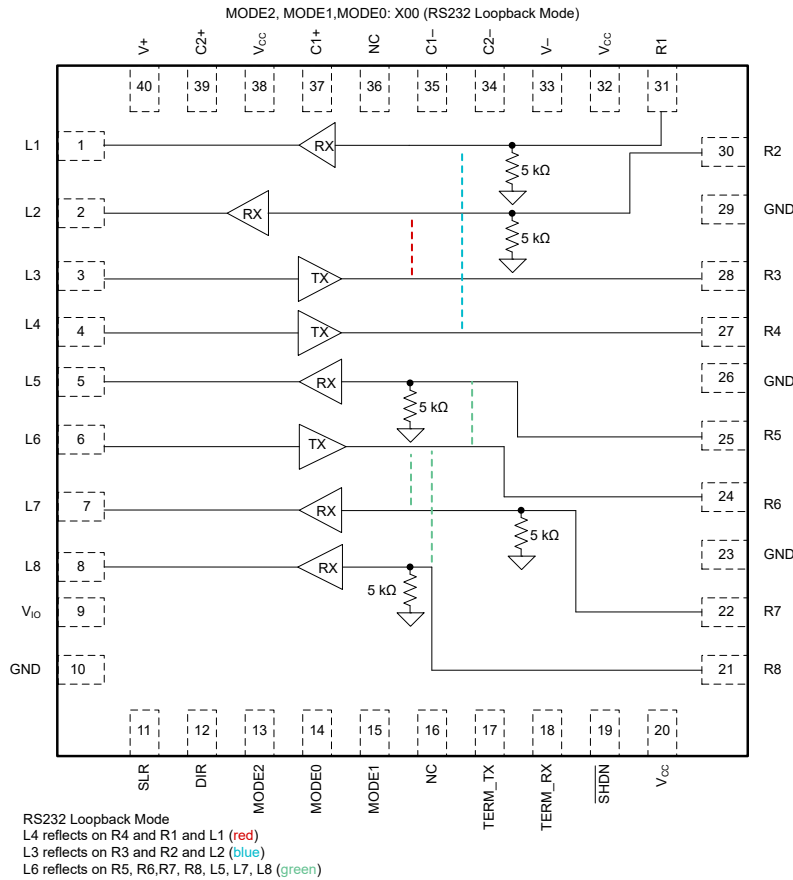 MODE2, MODE1,MODE0: X00 (RS232 Loopback Mode)
V+ C2+ VCC C1+ NC C1– C2– V– VCC R1
40 39 38 37 36 35 34 33 32 31
L1 1 RX 30 R2
5 kΩ
L2 2 RX 29 GND
5 kΩ
L3 3 TX 28 R3
L4 4 TX 27 R4
L5 5 RX 26 GND
5 kΩ
L6 6 TX 25 R5
L7 7 RX 24 R6
5 kΩ
L8 8 RX 23 GND
5 kΩ
VIO 9 22 R7
GND 10 21 R8
11 12 13 14 15 16 17 18 19 20
SLR DIR MODE2 MODE0 MODE1 NC TERM_TX TERM_RX SHDN VCC
RS232 Loopback Mode
L4 reflects on R4 and R1 and L1 (red)
L3 reflects on R3 and R2 and L2 (blue)
L6 reflects on R5, R6,R7, R8, L5, L7, L8 (green)